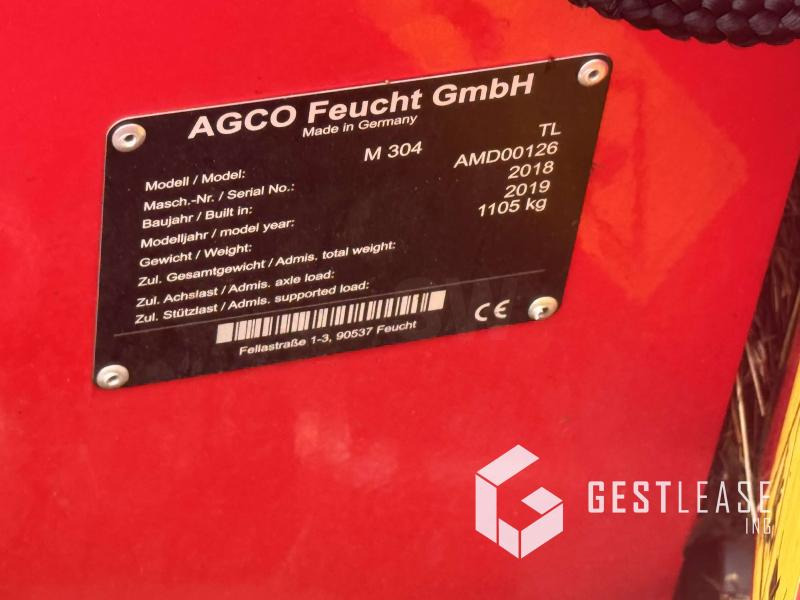 AGCO Feucht GmbH
Made in Germany
Modell / Model: M 304 TL
Masch.-Nr. / Serial No.: AMD00126
Baujahr / Built in: 2018
Modelljahr / model year: 2019
Gewicht / Weight: 1105 kg
Zul. Gesamtgewicht / Admis. total weight:
Zul. Achslast / Admis. axle load:
Zul. Stützlast / Admis. supported load:
CE
Fellastraße 1-3, 90537 Feucht
GESTLEASE
ING